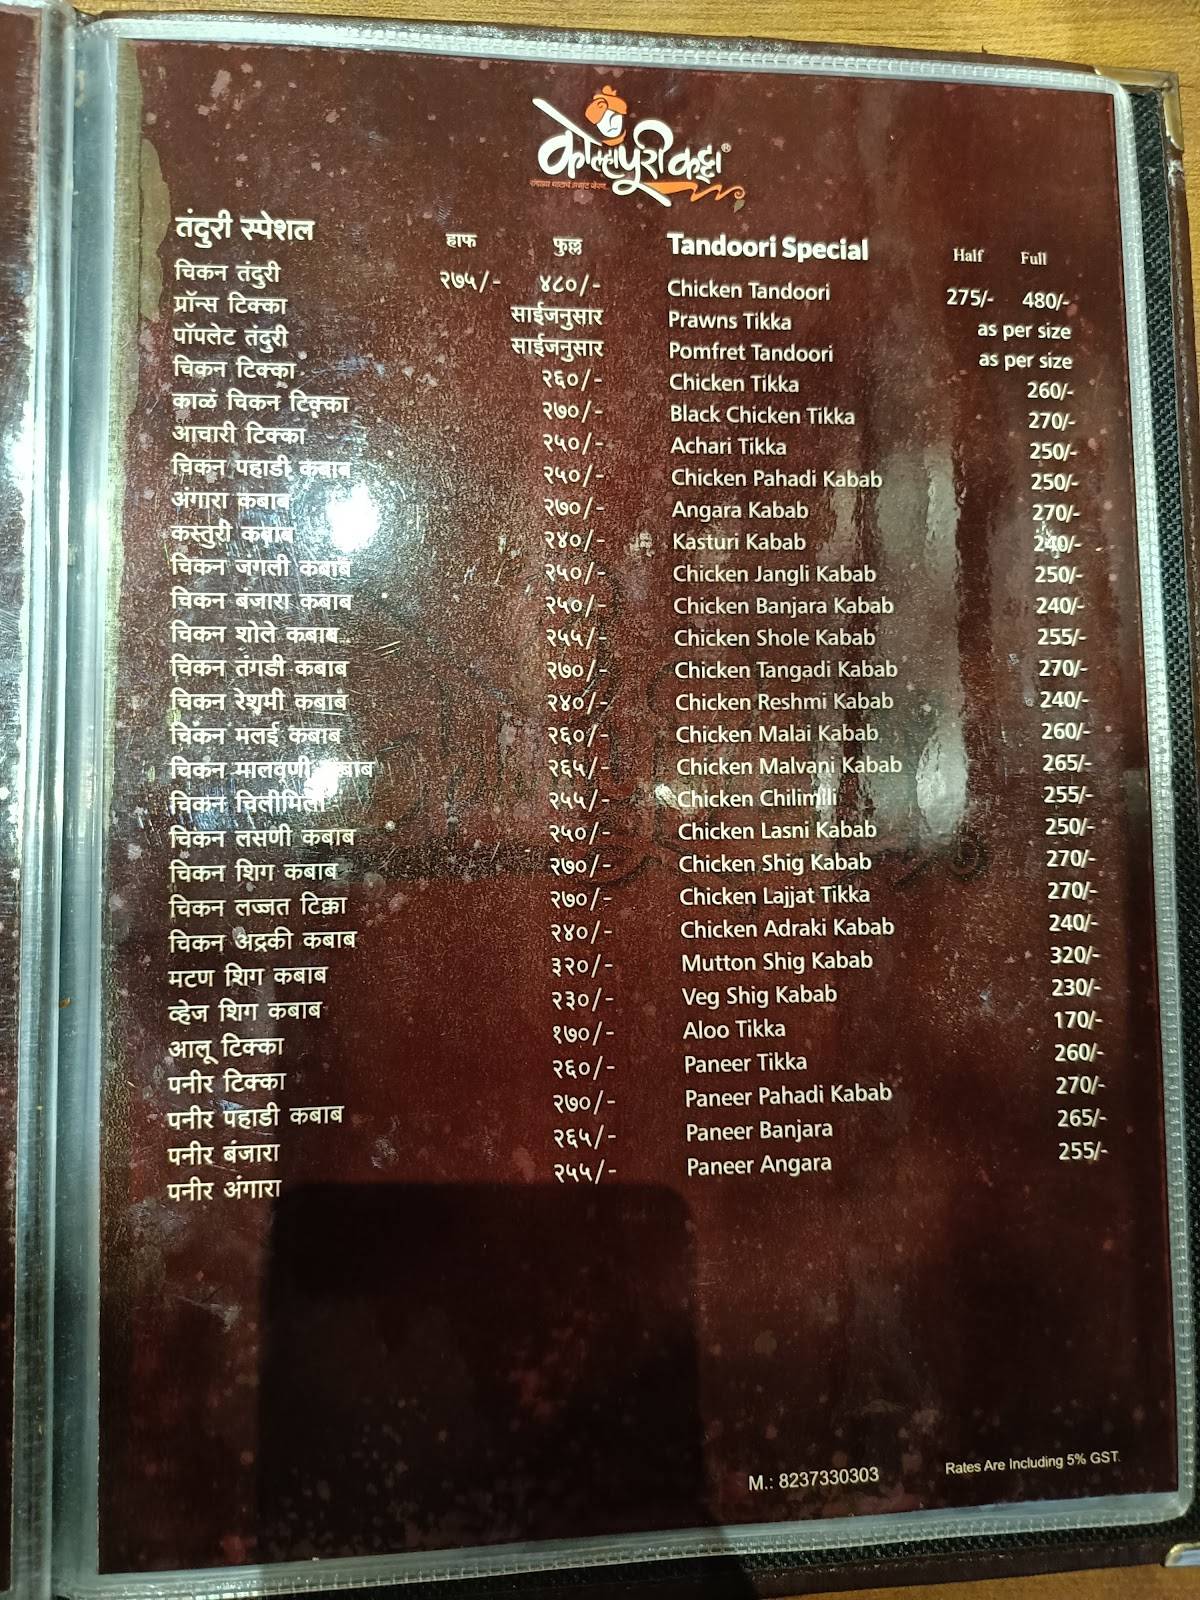 कोल्हापुरी कट्टा®
तंदुरी स्पेशल हाफ फुल्ल
चिकन तंदुरी २७५/- ४८०/-
प्रॉन्स टिक्का साईजनुसार
पॉपलेट तंदुरी साईजनुसार
चिकन टिक्का २६०/-
काळं चिकन टिक्का २७०/-
आचारी टिक्का २५०/-
चिकन पहाडी कबाब २५०/-
अंगारा कबाब २७०/-
कस्तुरी कबाब २४०/-
चिकन जंगली कबाब २५०/-
चिकन बंजारा कबाब २५०/-
चिकन शोले कबाब २५५/-
चिकन तंगडी कबाब २७०/-
चिकन रेशमी कबाब २४०/-
चिकन मलई कबाब २६०/-
चिकन मालवणी कबाब २६५/-
चिकन चिलीमिली २५५/-
चिकन लसणी कबाब २५०/-
चिकन शिग कबाब २७०/-
चिकन लज्जत टिक्का २७०/-
चिकन अद्रकी कबाब २४०/-
मटण शिग कबाब ३२०/-
व्हेज शिग कबाब २३०/-
आलू टिक्का १७०/-
पनीर टिक्का २६०/-
पनीर पहाडी कबाब २७०/-
पनीर बंजारा २६५/-
पनीर अंगारा २५५/-
Tandoori Special Half Full
Chicken Tandoori 275/- 480/-
Prawns Tikka as per size
Pomfret Tandoori as per size
Chicken Tikka 260/-
Black Chicken Tikka 270/-
Achari Tikka 250/-
Chicken Pahadi Kabab 250/-
Angara Kabab 270/-
Kasturi Kabab 240/-
Chicken Jangli Kabab 250/-
Chicken Banjara Kabab 240/-
Chicken Shole Kabab 255/-
Chicken Tangadi Kabab 270/-
Chicken Reshmi Kabab 240/-
Chicken Malai Kabab 260/-
Chicken Malvani Kabab 265/-
Chicken Chilimili 255/-
Chicken Lasni Kabab 250/-
Chicken Shig Kabab 270/-
Chicken Lajjat Tikka 270/-
Chicken Adraki Kabab 240/-
Mutton Shig Kabab 320/-
Veg Shig Kabab 230/-
Aloo Tikka 170/-
Paneer Tikka 260/-
Paneer Pahadi Kabab 270/-
Paneer Banjara 265/-
Paneer Angara 255/-
M.: 8237330303
Rates Are Including 5% GST.